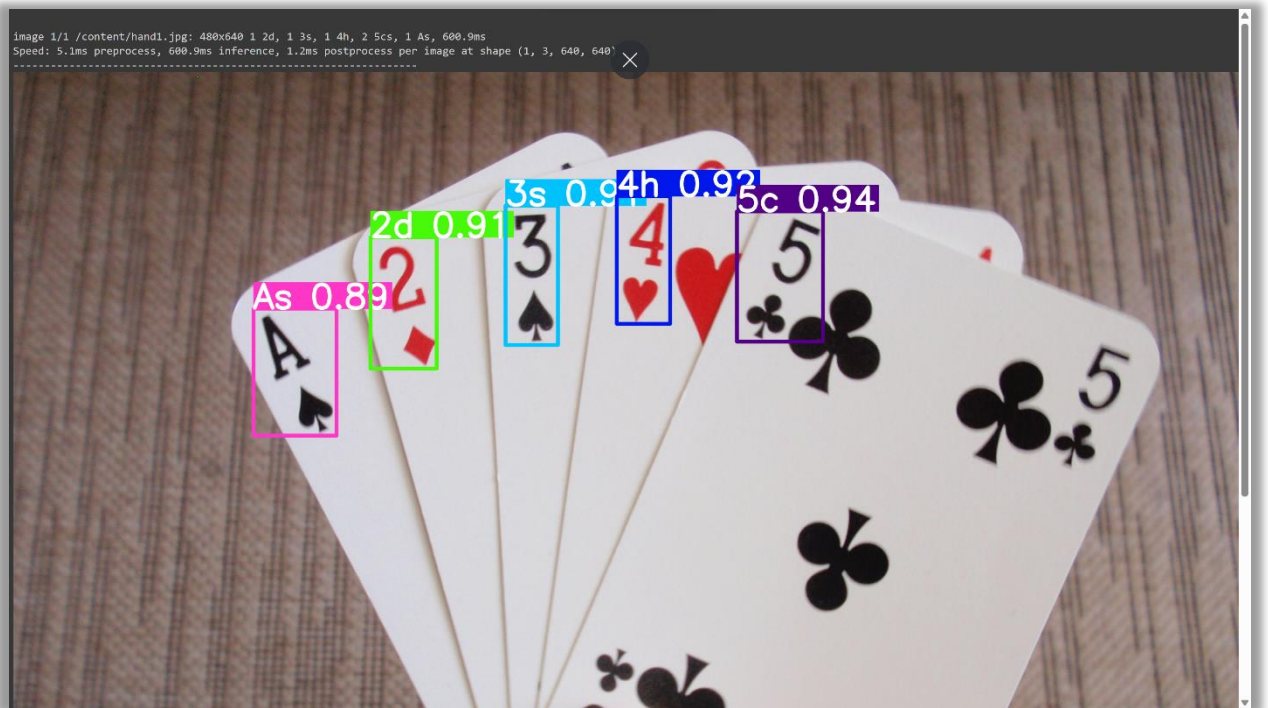 image 1/1 /content/hand1.jpg: 480x640 1 2d, 1 3s, 1 4h, 2 5cs, 1 As, 600.9ms
Speed: 5.1ms preprocess, 600.9ms inference, 1.2ms postprocess per image at shape (1, 3, 640, 640)
--------------------------------------------------------------
4h 0.92
3s 0.9
5c 0.94
2d 0.91
As 0.89
A
2
3
4
5
5